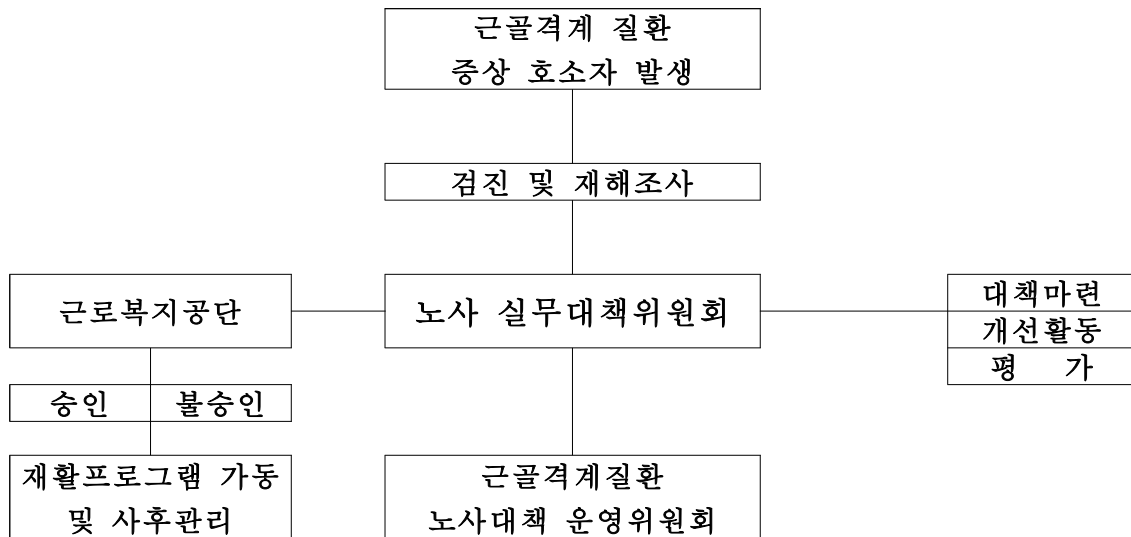 근골격계 질환
증상 호소자 발생
검진 및 재해조사
근로복지공단
노사 실무대책위원회
대책마련
개선활동
평 가
승인
불승인
재활프로그램 가동
및 사후관리
근골격계질환
노사대책 운영위원회